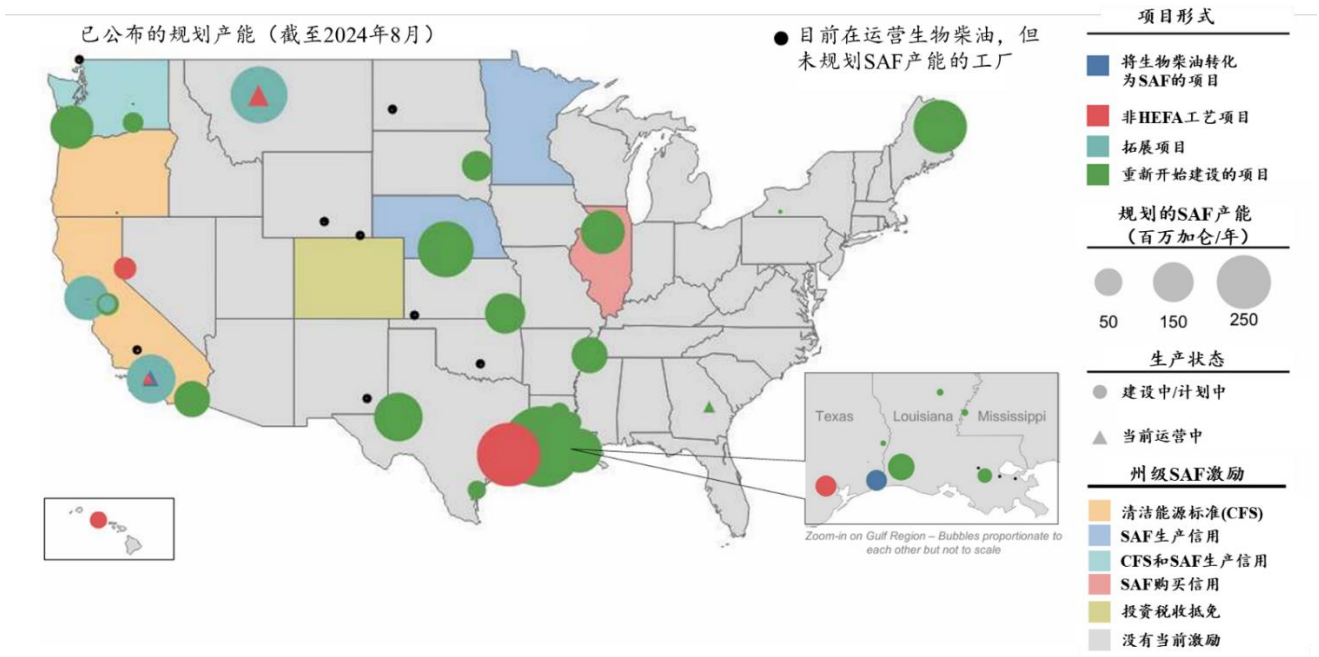 已公布的规划产能（截至2024年8月）
目前在运营生物柴油，但
未规划SAF产能的工厂
Texas
Louisiana
Mississippi
Zoom-in on Gulf Region – Bubbles proportionate to
each other but not to scale
项目形式
将生物柴油转化
为SAF的项目
非HEFA工艺项目
拓展项目
重新开始建设的项目
规划的SAF产能
（百万加仑/年）
50
150
250
生产状态
建设中/计划中
当前运营中
州级SAF激励
清洁能源标准(CFS)
SAF生产信用
CFS和SAF生产信用
SAF购买信用
投资税收抵免
没有当前激励